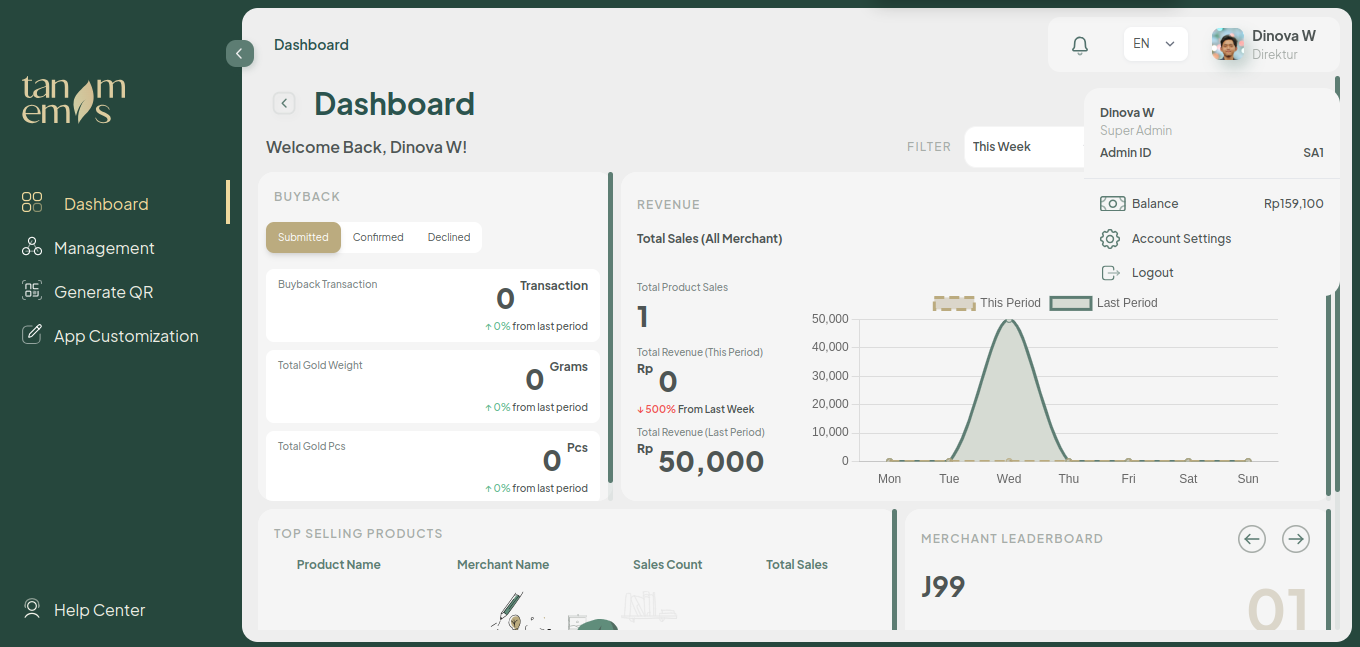 tanam
emas
Dashboard
Management
Generate QR
App Customization
Help Center
Dashboard
EN
Dinova W
Direktur
Dashboard
Welcome Back, Dinova W!
FILTER
This Week
Dinova W
Super Admin
Admin ID SA1
Balance Rp159,100
Account Settings
Logout
BUYBACK
Submitted Confirmed Declined
Buyback Transaction
0 Transaction
↑ 0% from last period
Total Gold Weight
0 Grams
↑ 0% from last period
Total Gold Pcs
0 Pcs
↑ 0% from last period
REVENUE
Total Sales (All Merchant)
Total Product Sales
1
Total Revenue (This Period)
Rp 0
↓ 500% From Last Week
Total Revenue (Last Period)
Rp 50,000
This Period Last Period
50,000
40,000
30,000
20,000
10,000
0
Mon Tue Wed Thu Fri Sat Sun
TOP SELLING PRODUCTS
Product Name Merchant Name Sales Count Total Sales
MERCHANT LEADERBOARD
J99
01